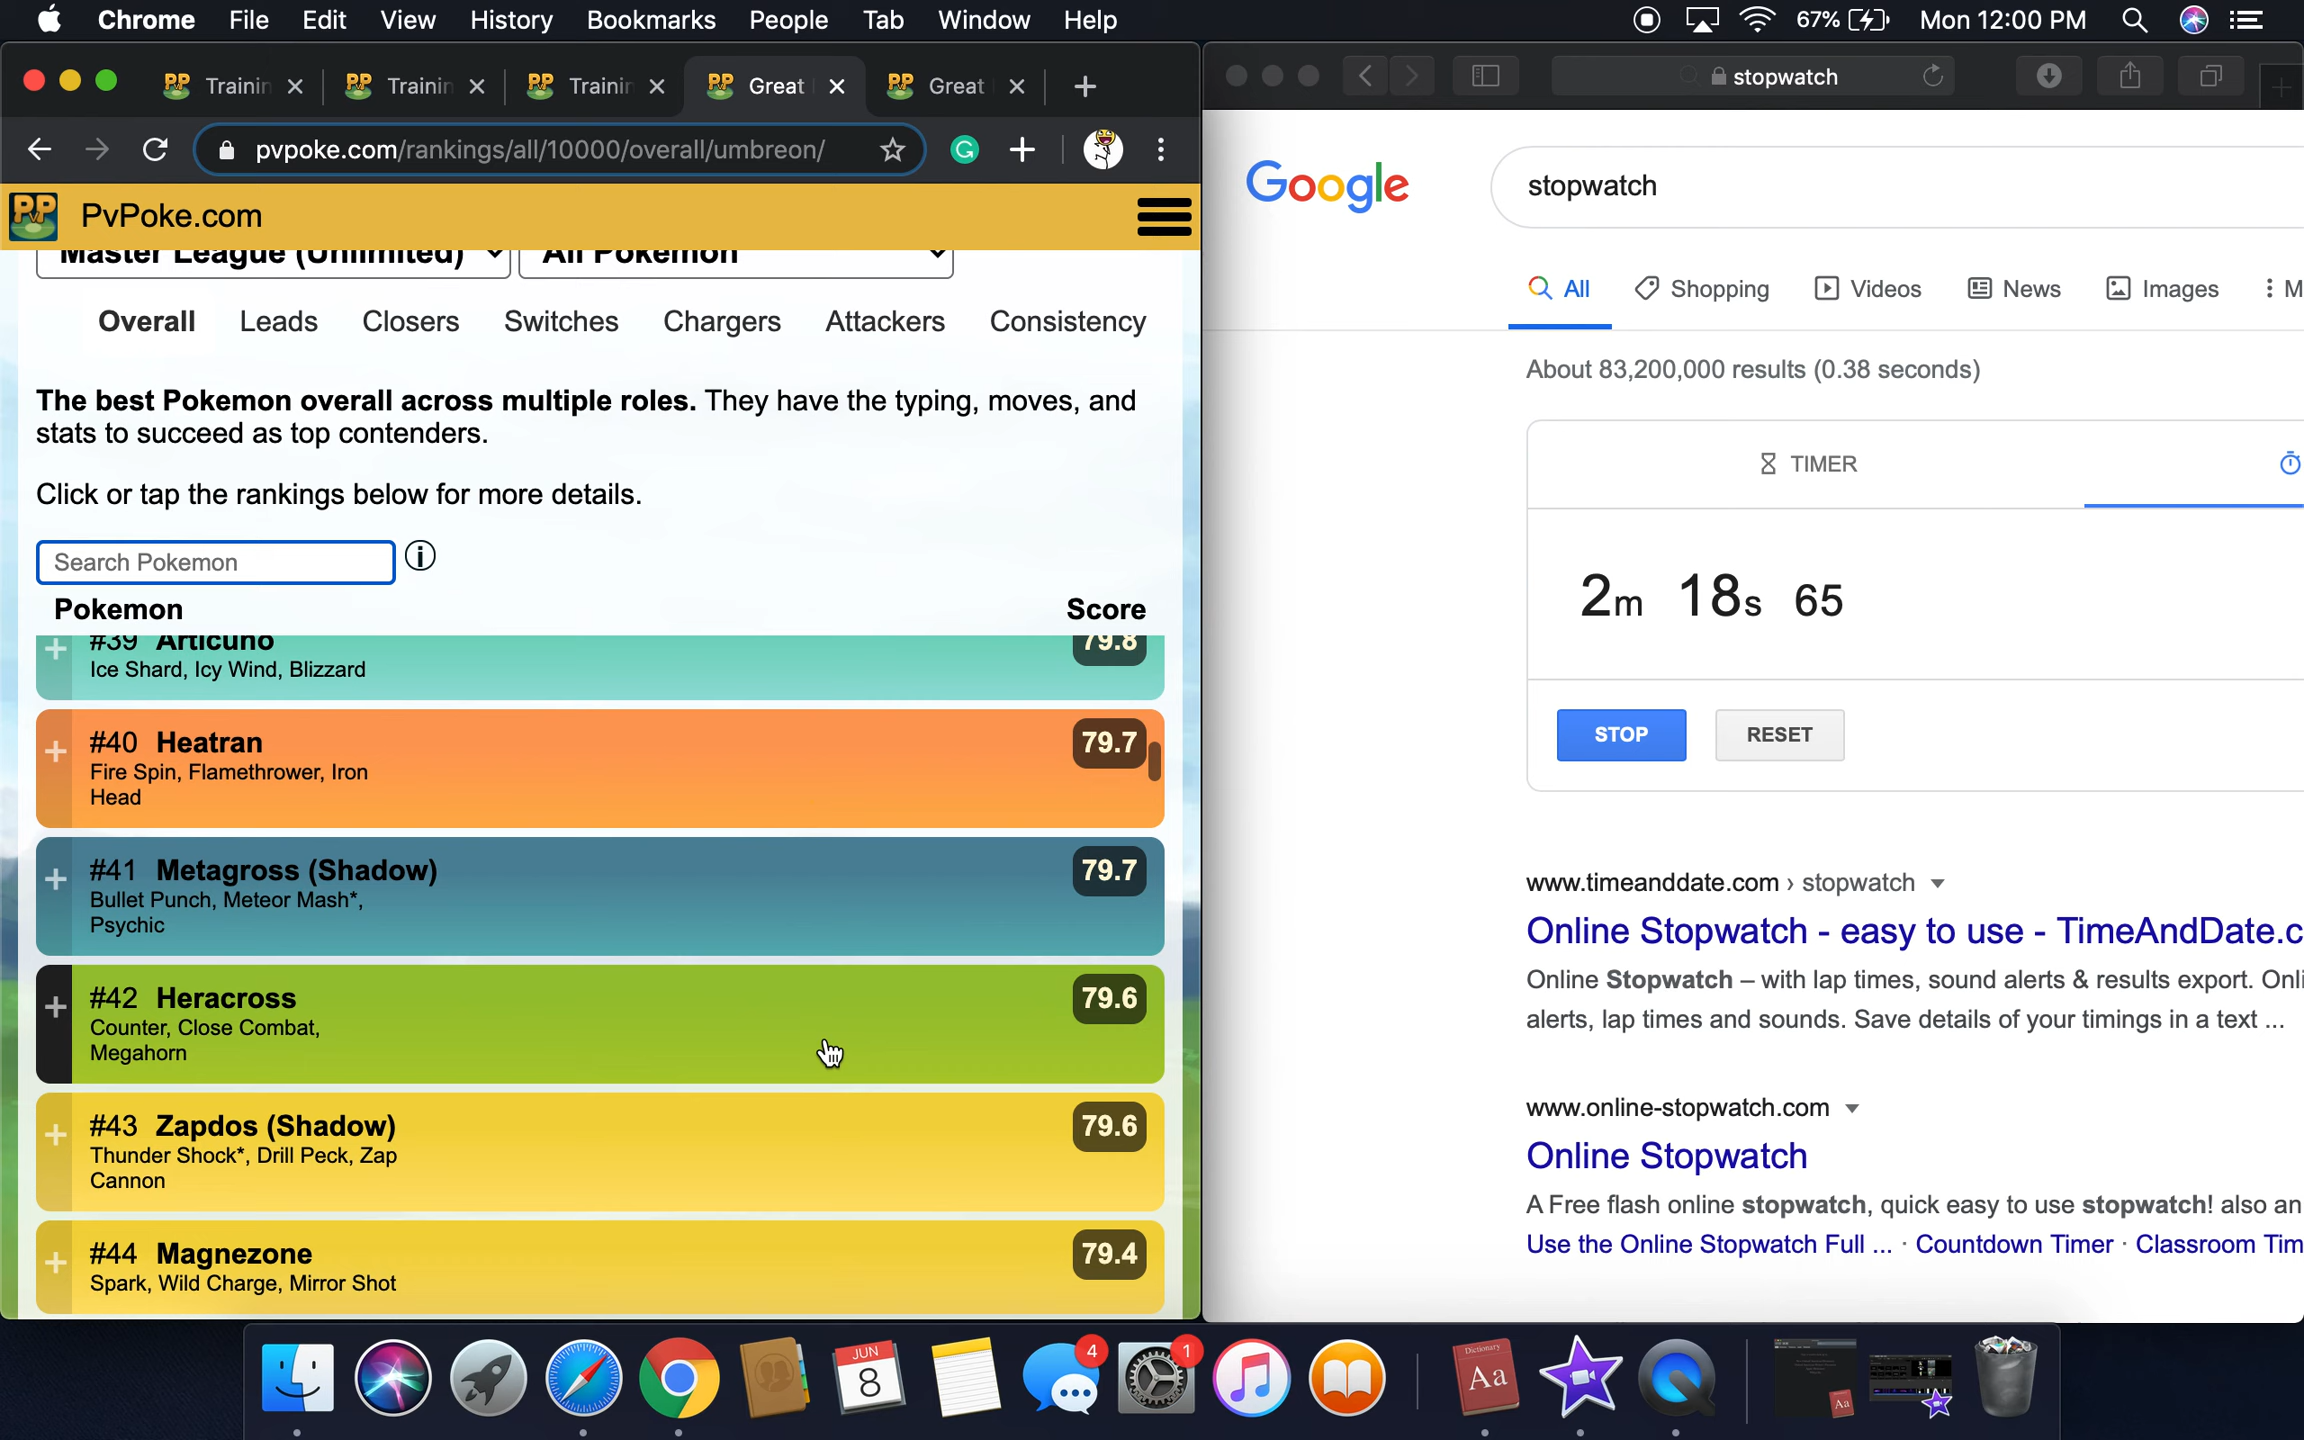 Chrome File Edit View History Bookmarks People Tab Window Help 67% Mon 12:00 PM
Trainin Trainin Trainin Great Great
pvpoke.com/rankings/all/10000/overall/umbreon/
PvPoke.com
Master League (Unlimited) All Pokemon
Overall Leads Closers Switches Chargers Attackers Consistency
The best Pokemon overall across multiple roles. They have the typing, moves, and
stats to succeed as top contenders.
Click or tap the rankings below for more details.
Search Pokemon
Pokemon Score
#39 Articuno 79.8
Ice Shard, Icy Wind, Blizzard
#40 Heatran 79.7
Fire Spin, Flamethrower, Iron
Head
#41 Metagross (Shadow) 79.7
Bullet Punch, Meteor Mash*,
Psychic
#42 Heracross 79.6
Counter, Close Combat,
Megahorn
#43 Zapdos (Shadow) 79.6
Thunder Shock*, Drill Peck, Zap
Cannon
#44 Magnezone 79.4
Spark, Wild Charge, Mirror Shot
stopwatch
Google stopwatch
All Shopping Videos News Images M
About 83,200,000 results (0.38 seconds)
TIMER
2m 18s 65
STOP RESET
www.timeanddate.com › stopwatch
Online Stopwatch - easy to use - TimeAndDate.c
Online Stopwatch – with lap times, sound alerts & results export. Onli
alerts, lap times and sounds. Save details of your timings in a text ...
www.online-stopwatch.com
Online Stopwatch
A Free flash online stopwatch, quick easy to use stopwatch! also an
Use the Online Stopwatch Full ... · Countdown Timer · Classroom Tim
JUN
8
4
1
Dictionary
Aa
Aa